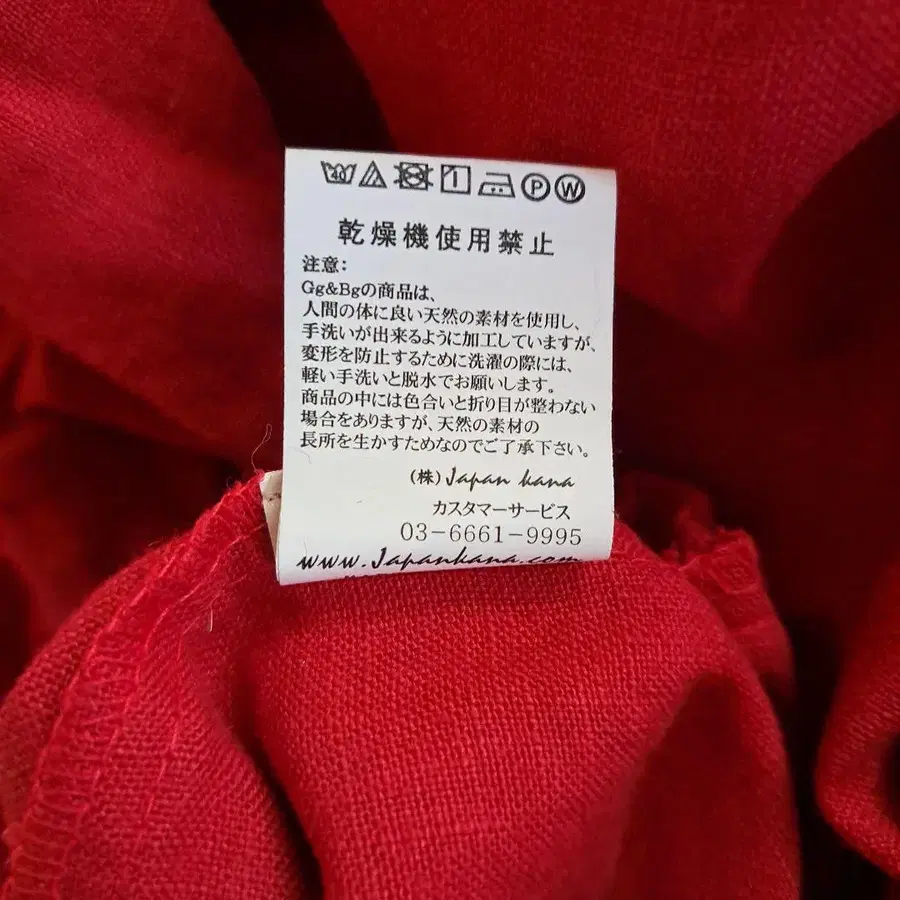 40 P W
乾燥機使用禁止
注意：
Gg&Bgの商品は、
人間の体に良い天然の素材を使用し、
手洗いが出来るように加工していますが、
変形を防止するために洗濯の際には、
軽い手洗いと脱水でお願いします。
商品の中には色合いと折り目が整わない
場合をありますが、天然の素材の
長所を生かすためなのでご了承下さい。
(株) Japan kana
カスタマーサービス
03-6661-9995
www.Japankana.com